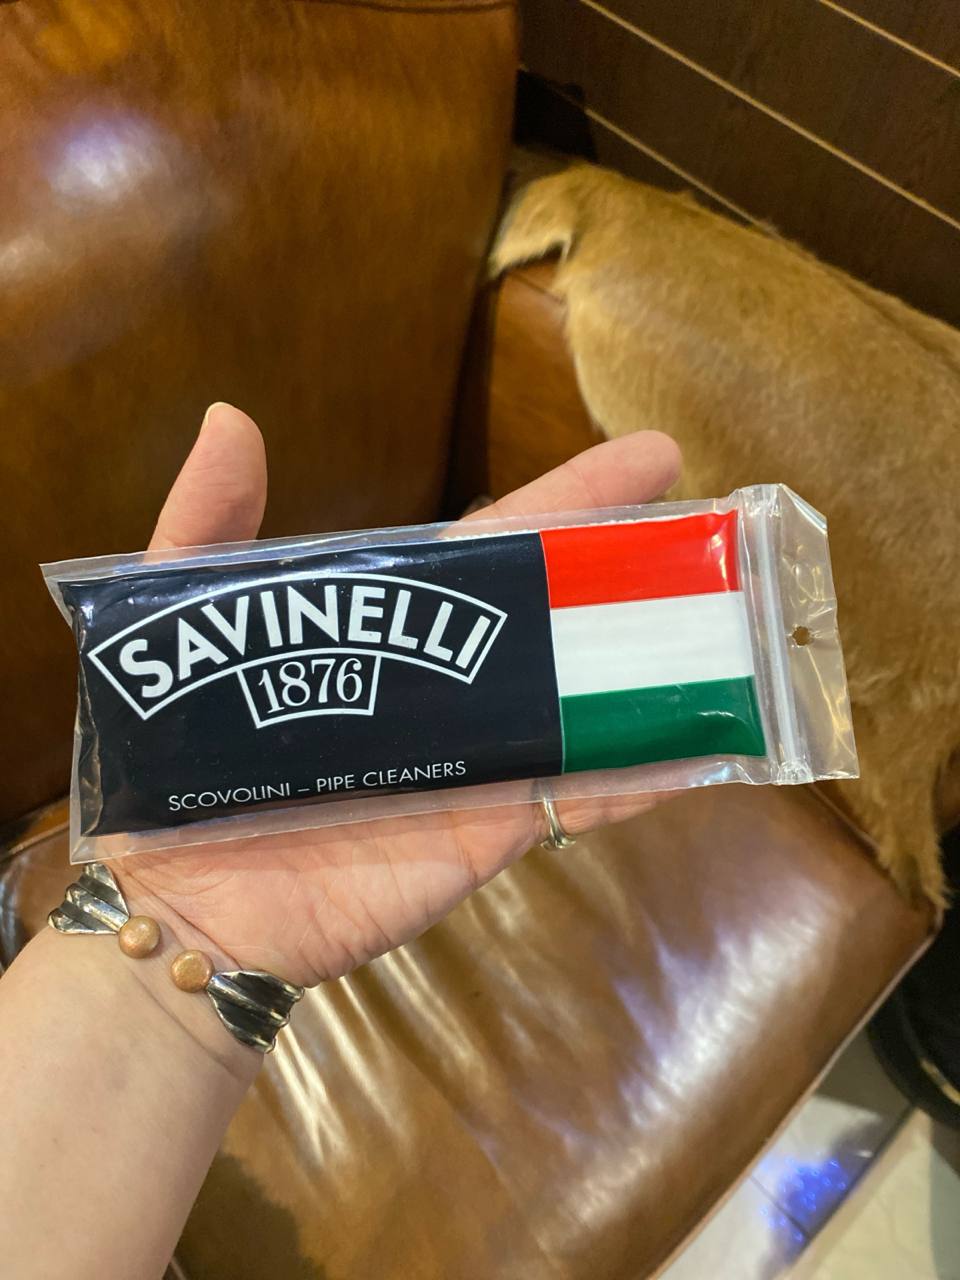 SAVINELLI
1876
SCOVOLINI – PIPE CLEANERS